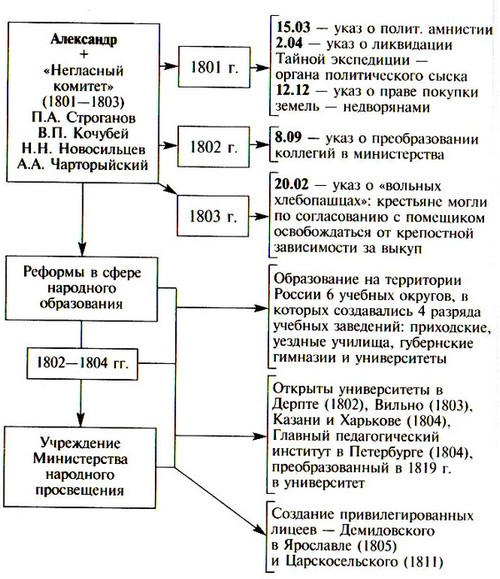 Александр
+
«Негласный
комитет»
(1801—1803)
П.А. Строганов
В.П. Кочубей
Н.Н. Новосильцев
А.А. Чарторыйский
1801 г.
15.03 — указ о полит. амнистии
2.04 — указ о ликвидации
Тайной экспедиции —
органа политического сыска
12.12 — указ о праве покупки
земель — недворянами
1802 г.
8.09 — указ о преобразовании
коллегий в министерства
1803 г.
20.02 — указ о «вольных
хлебопашцах»: крестьяне могли
по согласованию с помещиком
освобождаться от крепостной
зависимости за выкуп
Реформы в сфере
народного
образования
1802—1804 гг.
Учреждение
Министерства
народного
просвещения
Образование на территории
России 6 учебных округов, в
которых создавались 4 разряда
учебных заведений: приходские,
уездные училища, губернские
гимназии и университеты
Открыты университеты в
Дерпте (1802), Вильно (1803),
Казани и Харькове (1804),
Главный педагогический
институт в Петербурге (1804),
преобразованный в 1819 г.
в университет
Создание привилегированных
лицеев — Демидовского
в Ярославле (1805)
и Царскосельского (1811)